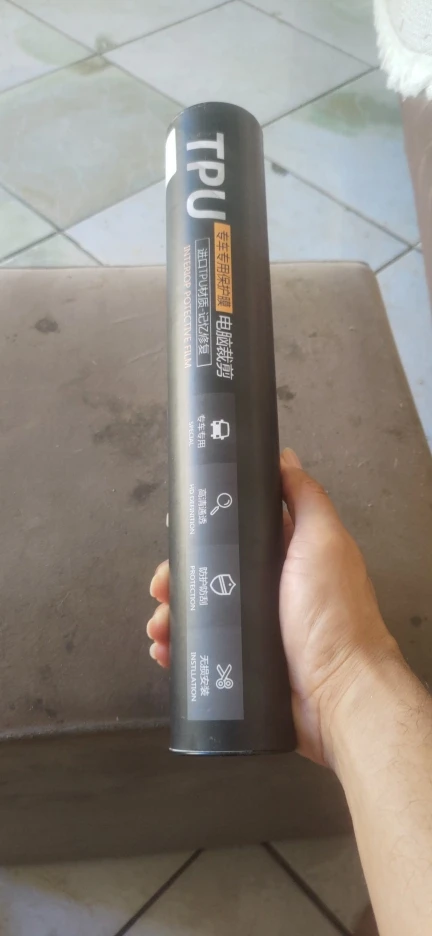 TPU
专车专用保护膜 电脑裁剪
进口TPU材质·记忆修复
INTERIOR POTECTIVE FILM
专车专用
SPECIAL
高清通透
HD DEFINITION
防护防刮
PROTECTION
无损安装
INSTLLATION